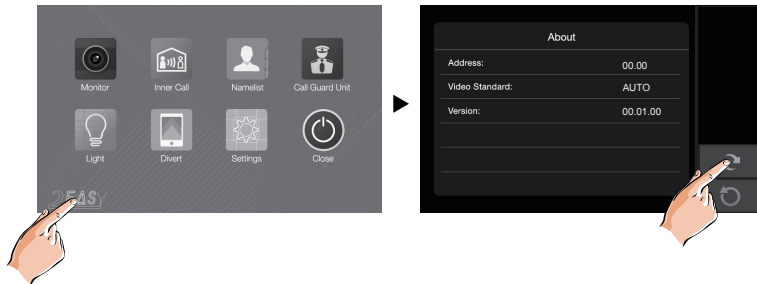 Monitor Inner Call Namelist Call Guard Unit
Light Divert Settings Close
2EASY
About
Address: 00.00
Video Standard: AUTO
Version: 00.01.00